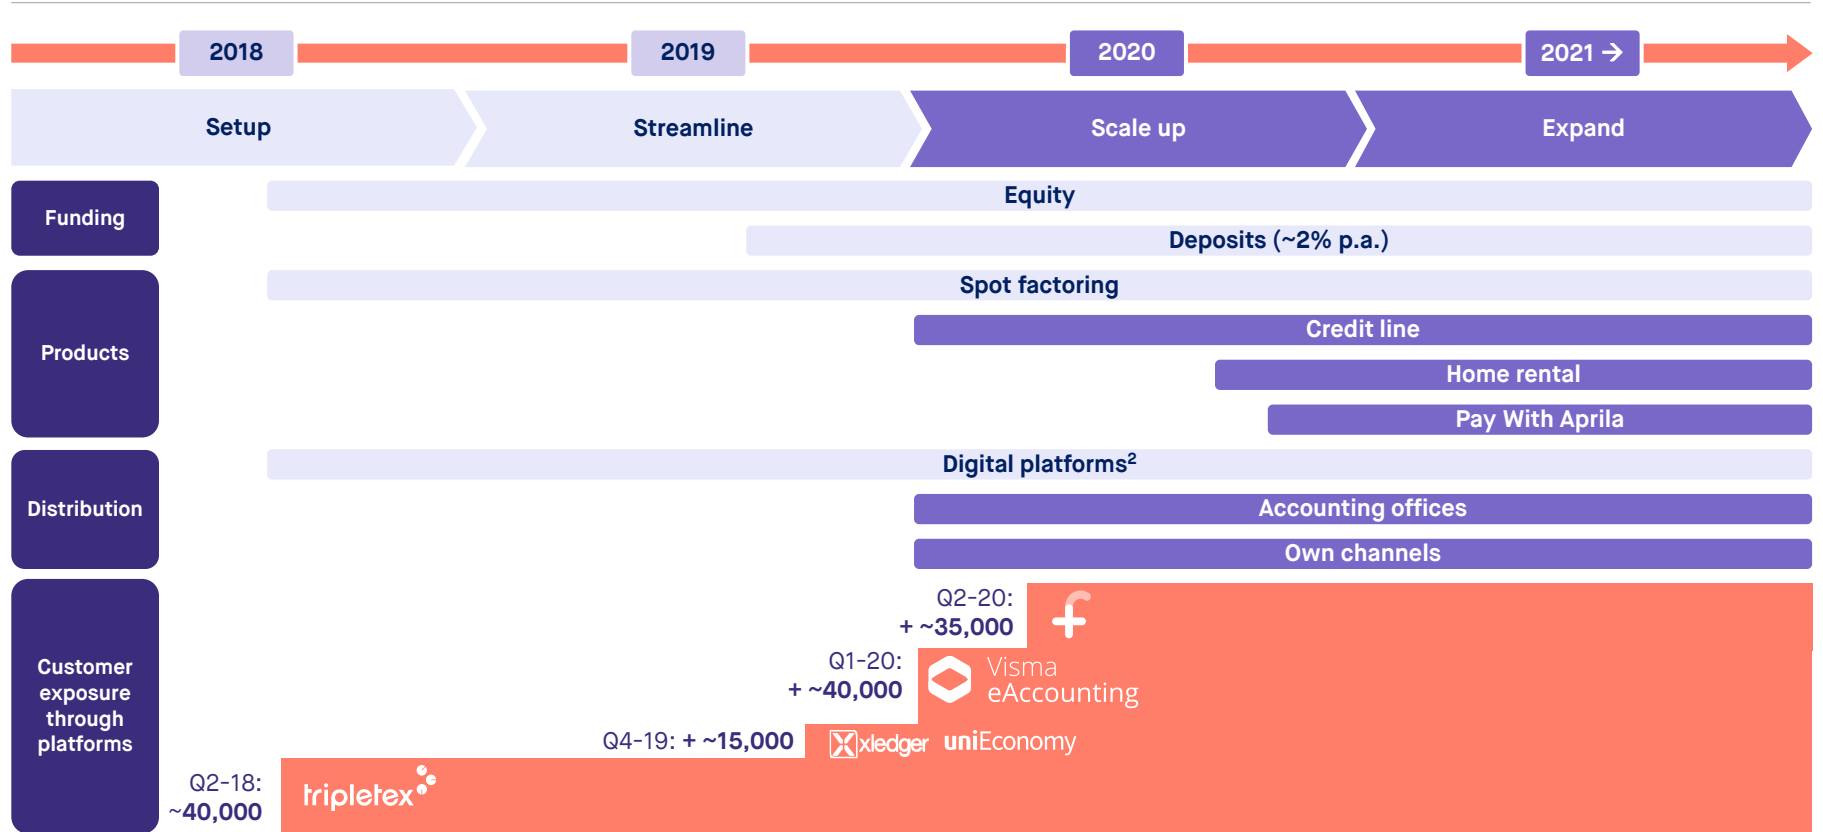 2018
2019
2020
2021 →
Setup
Streamline
Scale up
Expand
Funding
Equity
Deposits (~2% p.a.)
Products
Spot factoring
Credit line
Home rental
Pay With Aprila
Distribution
Digital platforms²
Accounting offices
Own channels
Customer
exposure
through
platforms
Q2-20:
+ ~35,000
f
Q1-20:
+ ~40,000
Visma
eAccounting
Q4-19: + ~15,000
xledger
uniEconomy
Q2-18:
~40,000
tripletex